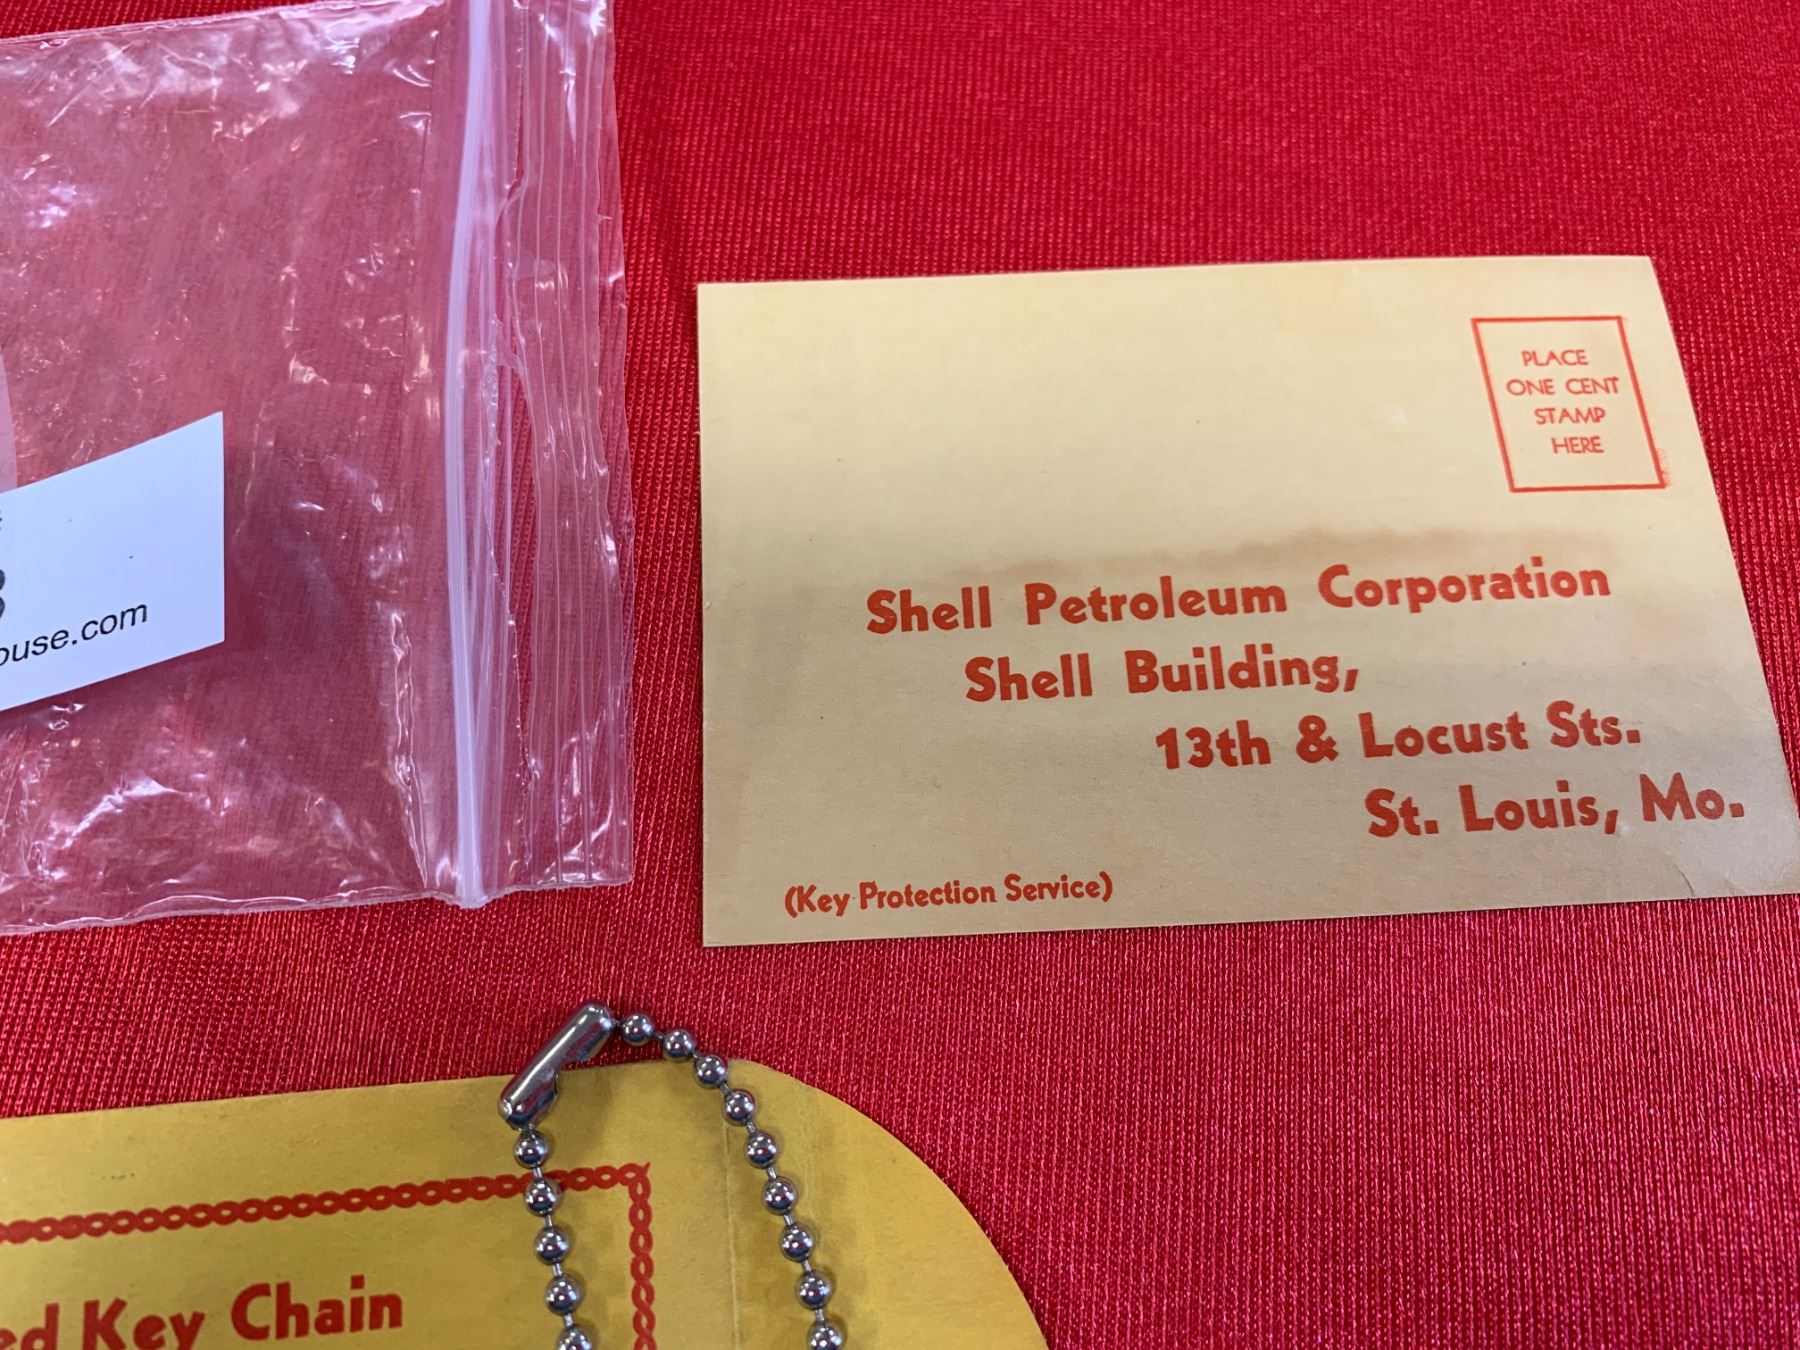 PLACE
ONE CENT
STAMP
HERE
Shell Petroleum Corporation
Shell Building,
13th & Locust Sts.
St. Louis, Mo.
(Key Protection Service)
ouse.com
ed Key Chain